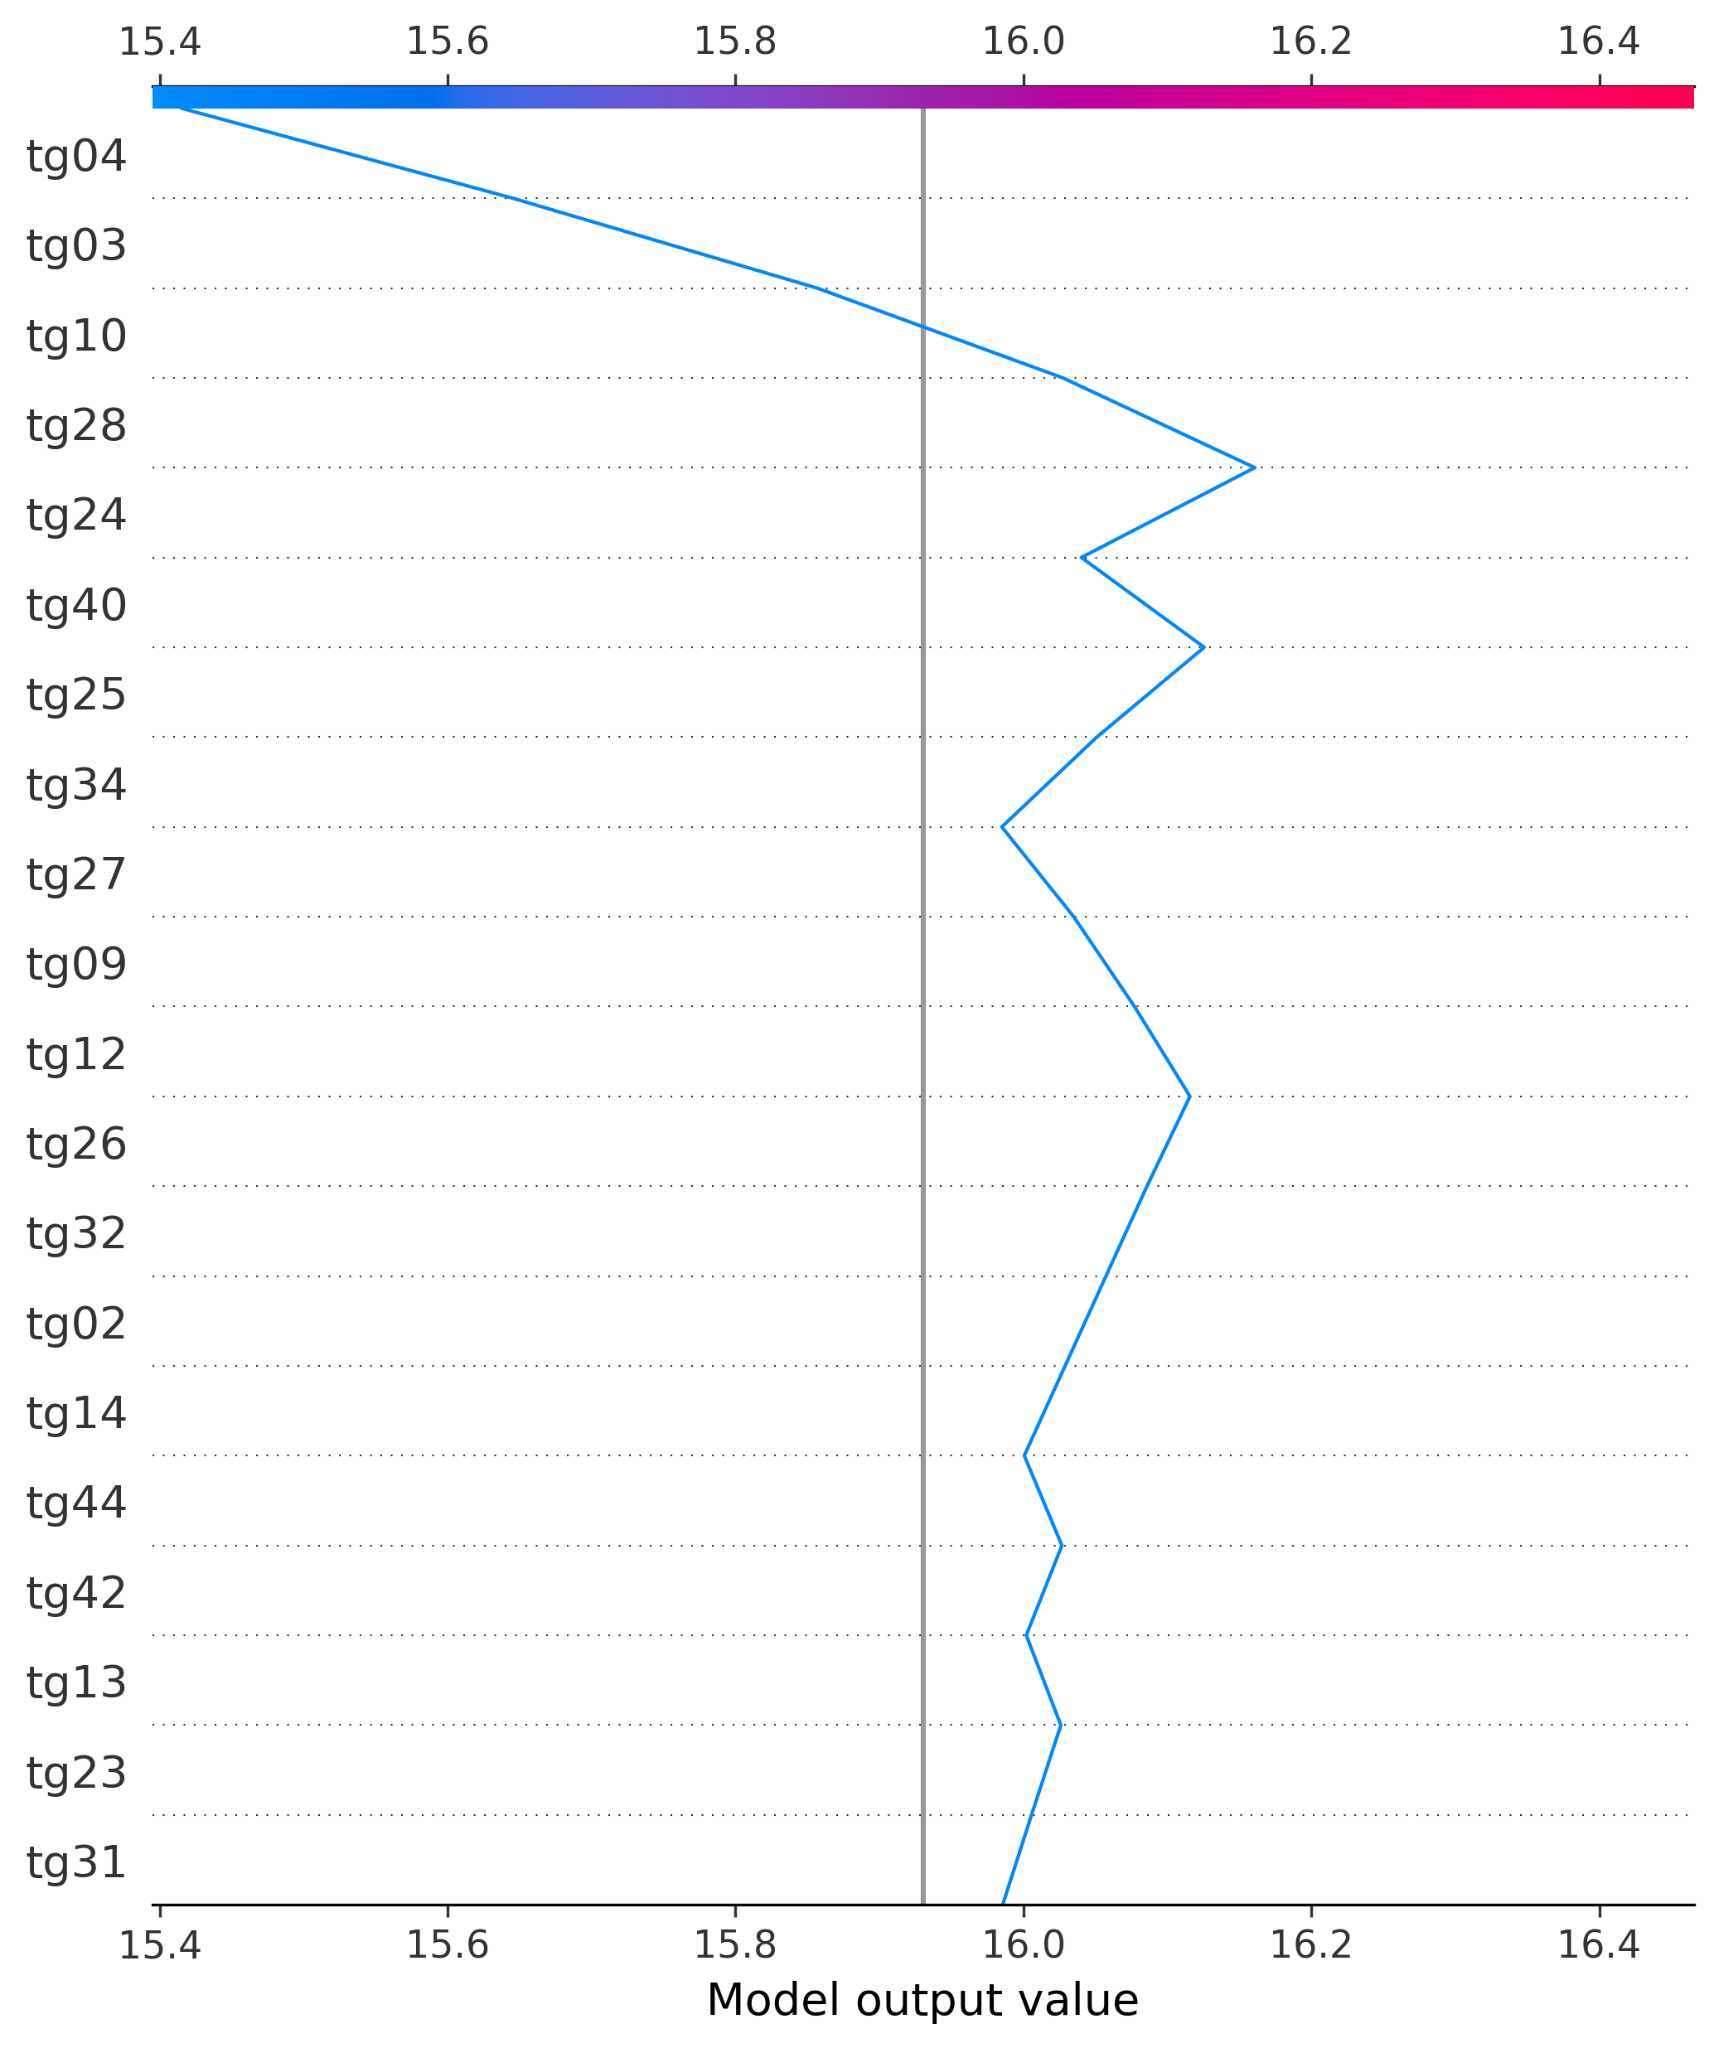 15.4 15.6 15.8 16.0 16.2 16.4
tg04
tg03
tg10
tg28
tg24
tg40
tg25
tg34
tg27
tg09
tg12
tg26
tg32
tg02
tg14
tg44
tg42
tg13
tg23
tg31
15.4 15.6 15.8 16.0 16.2 16.4
Model output value